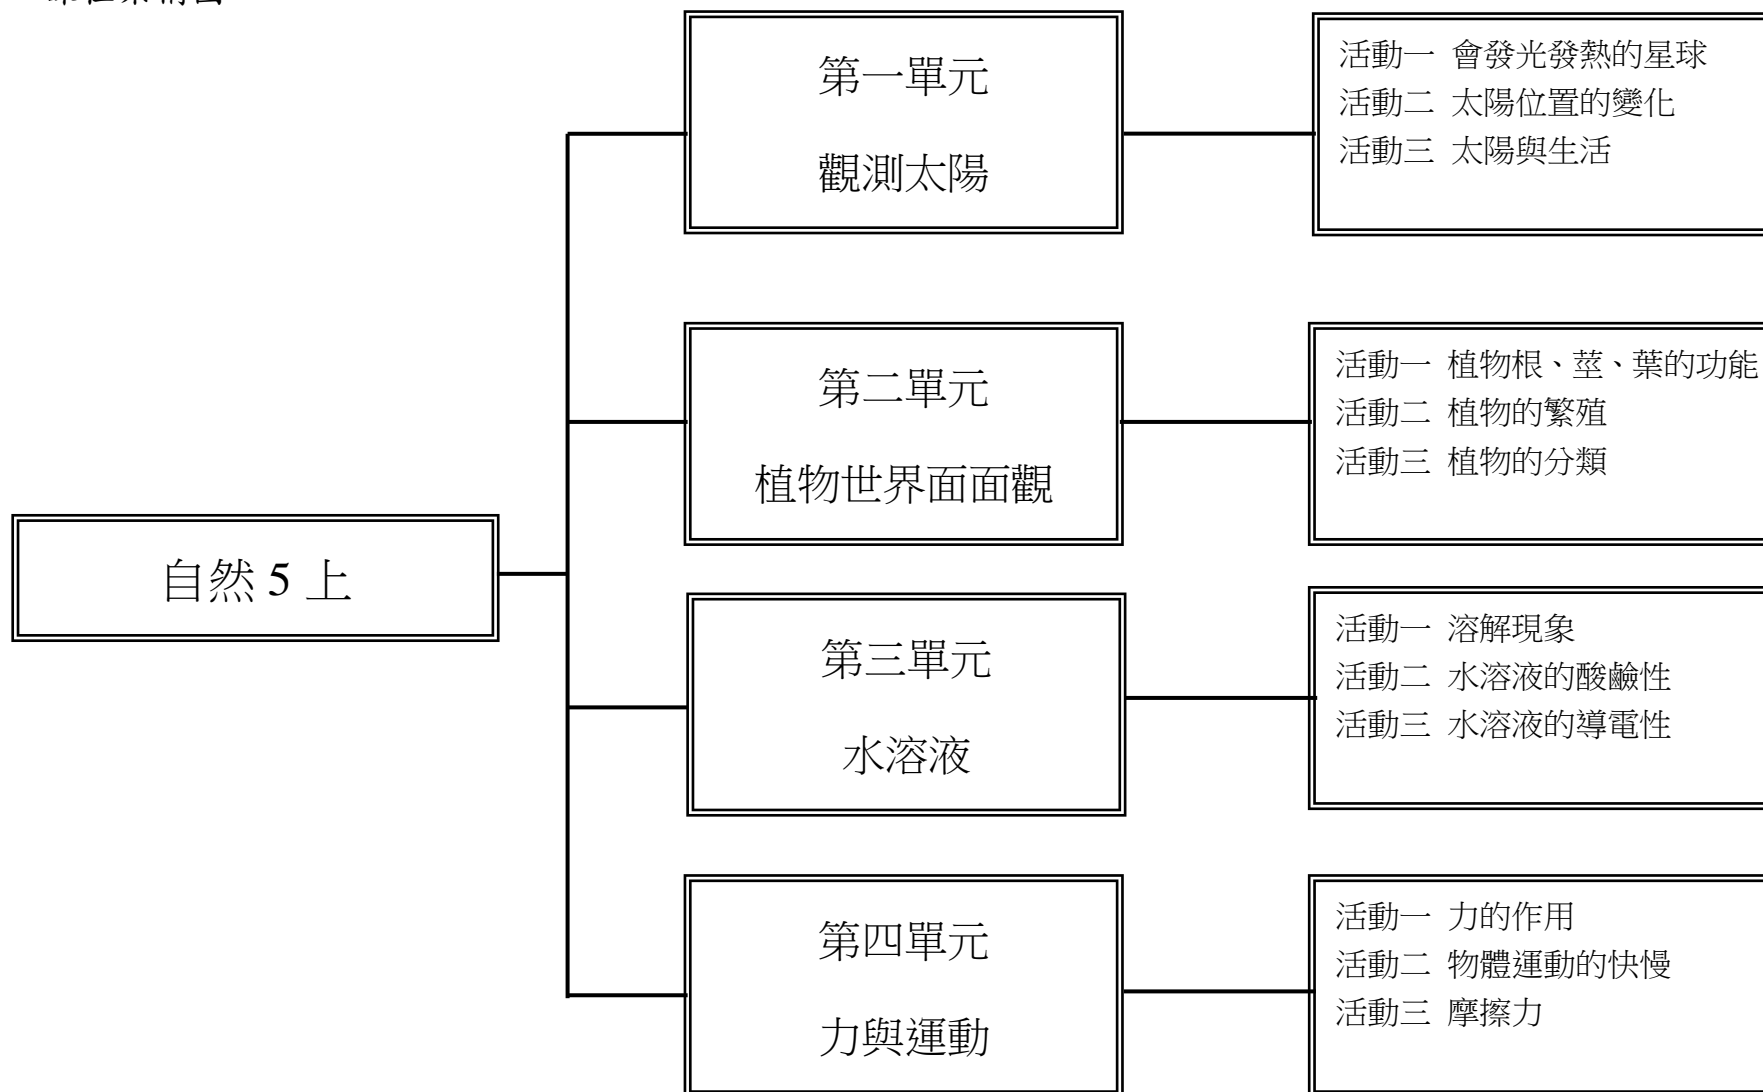 自然 5 上
第一單元
觀測太陽
活動一 會發光發熱的星球
活動二 太陽位置的變化
活動三 太陽與生活
第二單元
植物世界面面觀
活動一 植物根、莖、葉的功能
活動二 植物的繁殖
活動三 植物的分類
第三單元
水溶液
活動一 溶解現象
活動二 水溶液的酸鹼性
活動三 水溶液的導電性
第四單元
力與運動
活動一 力的作用
活動二 物體運動的快慢
活動三 摩擦力